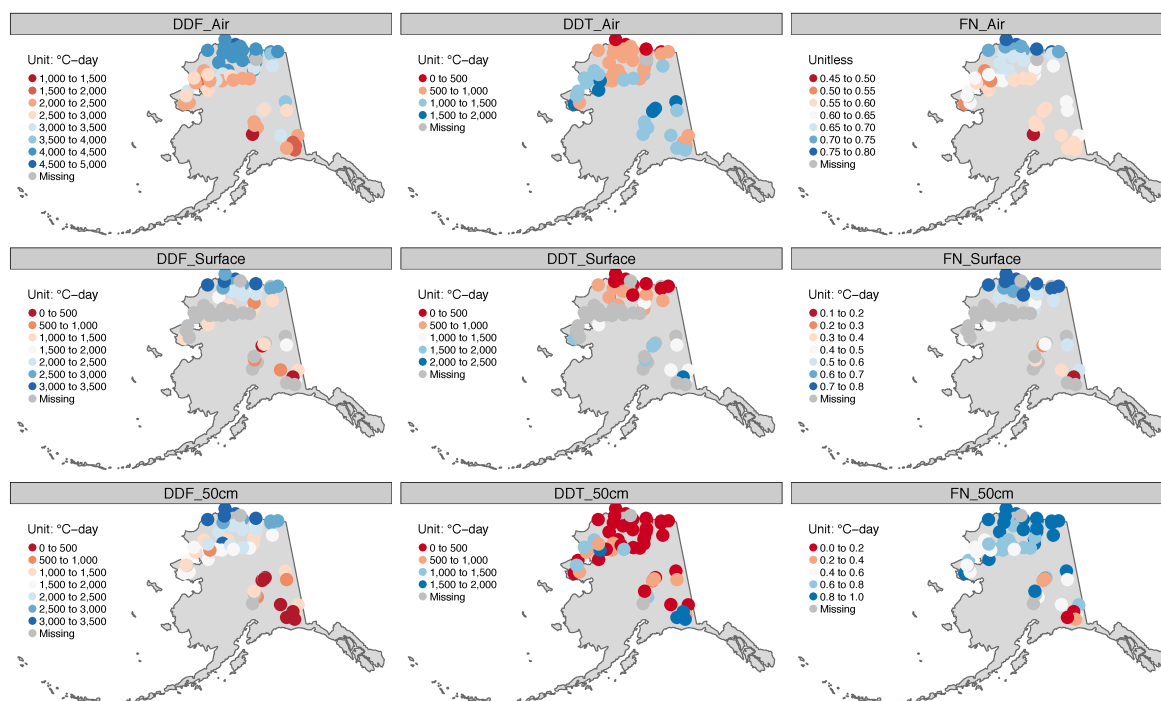 DDF_Air
Unit: °C-day
1,000 to 1,500
1,500 to 2,000
2,000 to 2,500
2,500 to 3,000
3,000 to 3,500
3,500 to 4,000
4,000 to 4,500
4,500 to 5,000
Missing
DDT_Air
Unit: °C-day
0 to 500
500 to 1,000
1,000 to 1,500
1,500 to 2,000
Missing
FN_Air
Unitless
0.45 to 0.50
0.50 to 0.55
0.55 to 0.60
0.60 to 0.65
0.65 to 0.70
0.70 to 0.75
0.75 to 0.80
Missing
DDF_Surface
Unit: °C-day
0 to 500
500 to 1,000
1,000 to 1,500
1,500 to 2,000
2,000 to 2,500
2,500 to 3,000
3,000 to 3,500
Missing
DDT_Surface
Unit: °C-day
0 to 500
500 to 1,000
1,000 to 1,500
1,500 to 2,000
2,000 to 2,500
Missing
FN_Surface
Unit: °C-day
0.1 to 0.2
0.2 to 0.3
0.3 to 0.4
0.4 to 0.5
0.5 to 0.6
0.6 to 0.7
0.7 to 0.8
Missing
DDF_50cm
Unit: °C-day
0 to 500
500 to 1,000
1,000 to 1,500
1,500 to 2,000
2,000 to 2,500
2,500 to 3,000
3,000 to 3,500
Missing
DDT_50cm
Unit: °C-day
0 to 500
500 to 1,000
1,000 to 1,500
1,500 to 2,000
Missing
FN_50cm
Unit: °C-day
0.0 to 0.2
0.2 to 0.4
0.4 to 0.6
0.6 to 0.8
0.8 to 1.0
Missing